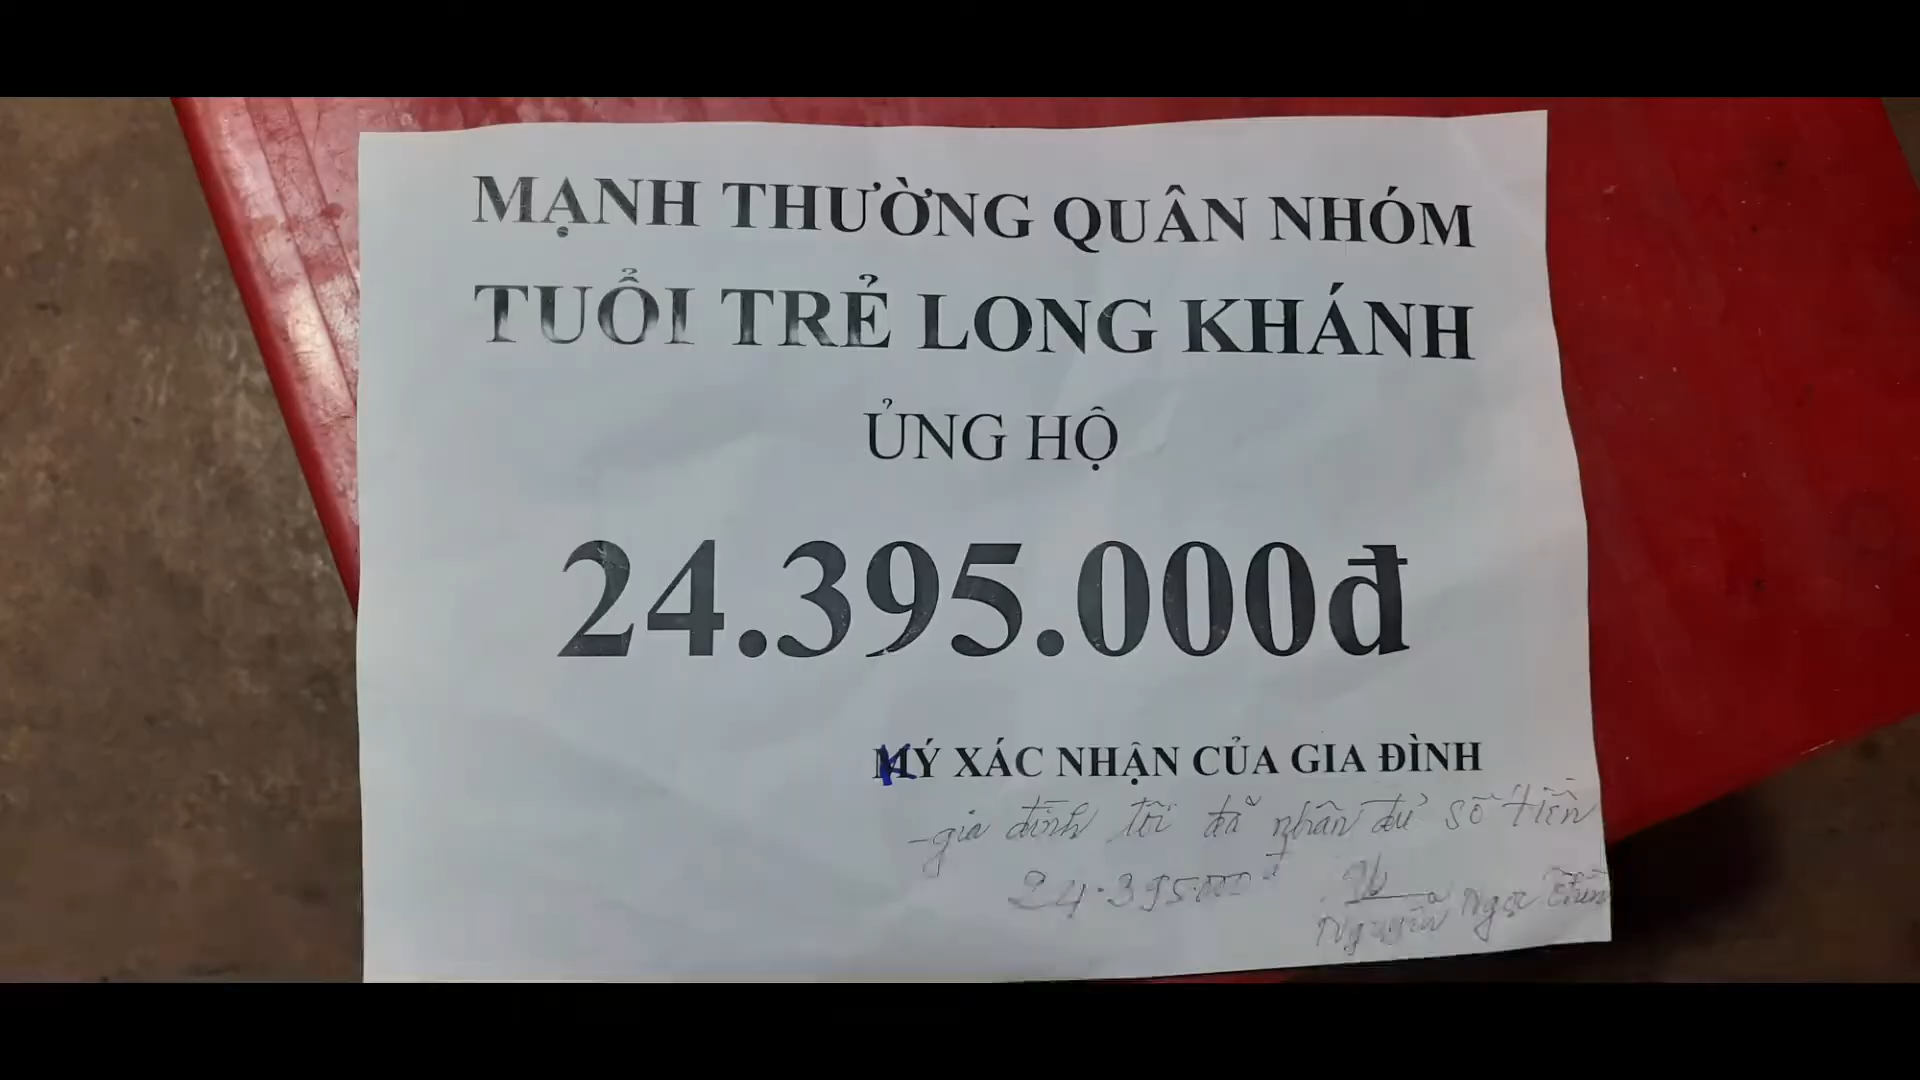 MẠNH THƯỜNG QUÂN NHÓM
TUỔI TRẺ LONG KHÁNH
ỦNG HỘ
24.395.000đ
KÝ XÁC NHẬN CỦA GIA ĐÌNH
- gia đình tôi đã nhận đủ số tiền
24.395.000đ
Nguyễn Ngọc